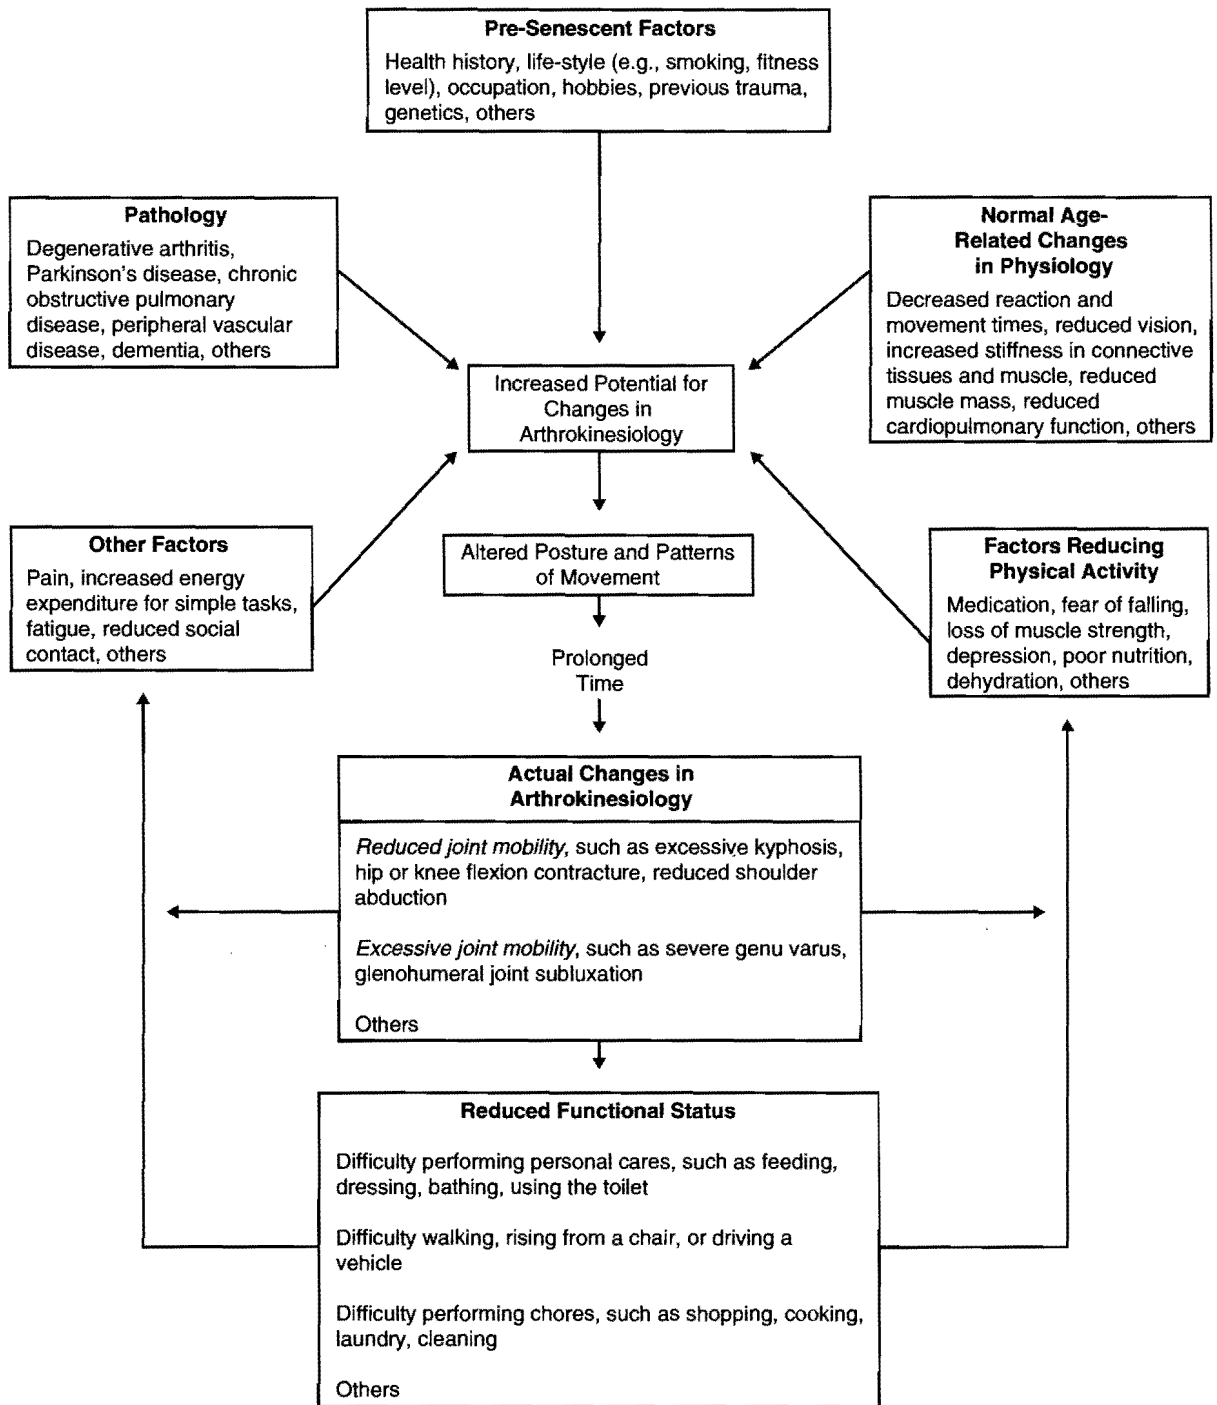 Pre-Senescent Factors
Health history, life-style (e.g., smoking, fitness
level), occupation, hobbies, previous trauma,
genetics, others
Pathology
Degenerative arthritis,
Parkinson's disease, chronic
obstructive pulmonary
disease, peripheral vascular
disease, dementia, others
Normal Age-
Related Changes
in Physiology
Decreased reaction and
movement times, reduced vision,
increased stiffness in connective
tissues and muscle, reduced
muscle mass, reduced
cardiopulmonary function, others
Increased Potential for
Changes in
Arthrokinesiology
Other Factors
Pain, increased energy
expenditure for simple tasks,
fatigue, reduced social
contact, others
Altered Posture and Patterns
of Movement
Factors Reducing
Physical Activity
Medication, fear of falling,
loss of muscle strength,
depression, poor nutrition,
dehydration, others
Prolonged
Time
Actual Changes in
Arthrokinesiology
Reduced joint mobility, such as excessive kyphosis,
hip or knee flexion contracture, reduced shoulder
abduction
Excessive joint mobility, such as severe genu varus,
glenohumeral joint subluxation
Others
Reduced Functional Status
Difficulty performing personal cares, such as feeding,
dressing, bathing, using the toilet
Difficulty walking, rising from a chair, or driving a
vehicle
Difficulty performing chores, such as shopping, cooking,
laundry, cleaning
Others